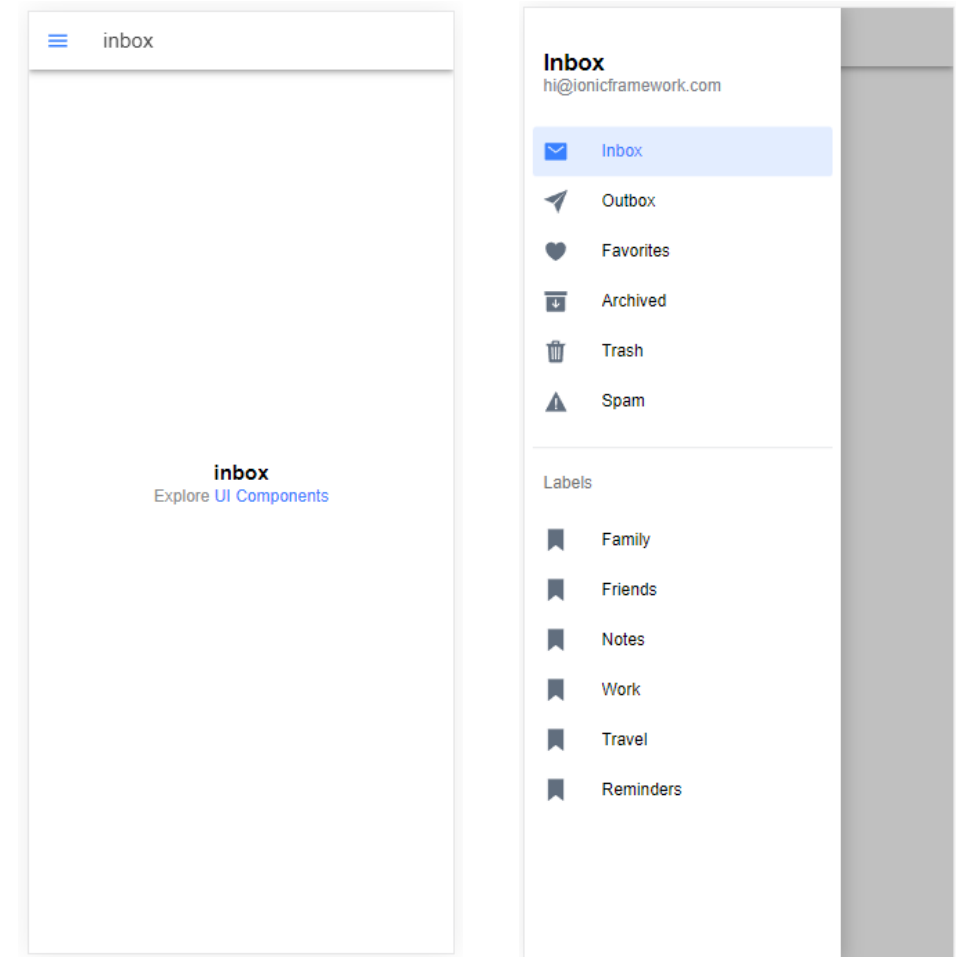 inbox
inbox
Explore UI Components
Inbox
hi@ionicframework.com
Inbox
Outbox
Favorites
Archived
Trash
Spam
Labels
Family
Friends
Notes
Work
Travel
Reminders